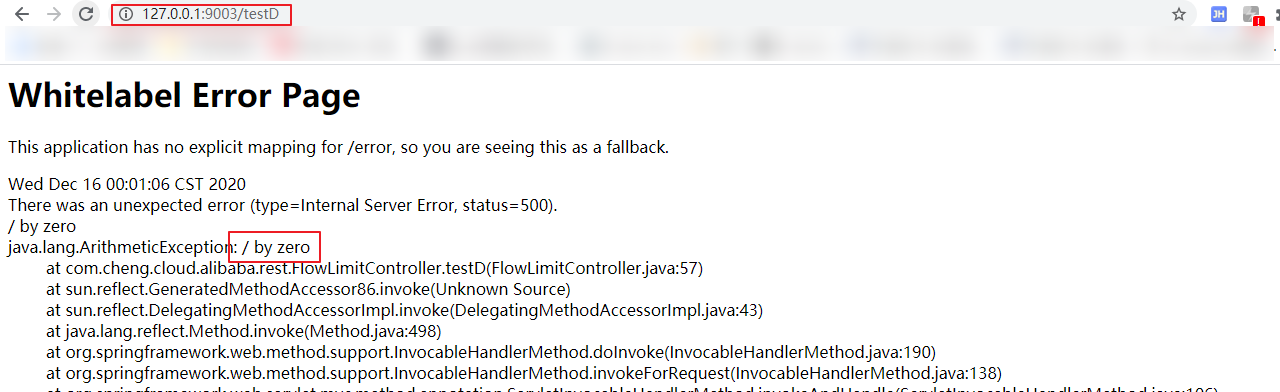 127.0.0.1:9003/testD
JH
Whitelabel Error Page
This application has no explicit mapping for /error, so you are seeing this as a fallback.
Wed Dec 16 00:01:06 CST 2020
There was an unexpected error (type=Internal Server Error, status=500).
/ by zero
java.lang.ArithmeticException: / by zero
at com.cheng.cloud.alibaba.rest.FlowLimitController.testD(FlowLimitController.java:57)
at sun.reflect.GeneratedMethodAccessor86.invoke(Unknown Source)
at sun.reflect.DelegatingMethodAccessorImpl.invoke(DelegatingMethodAccessorImpl.java:43)
at java.lang.reflect.Method.invoke(Method.java:498)
at org.springframework.web.method.support.InvocableHandlerMethod.doInvoke(InvocableHandlerMethod.java:190)
at org.springframework.web.method.support.InvocableHandlerMethod.invokeForRequest(InvocableHandlerMethod.java:138)